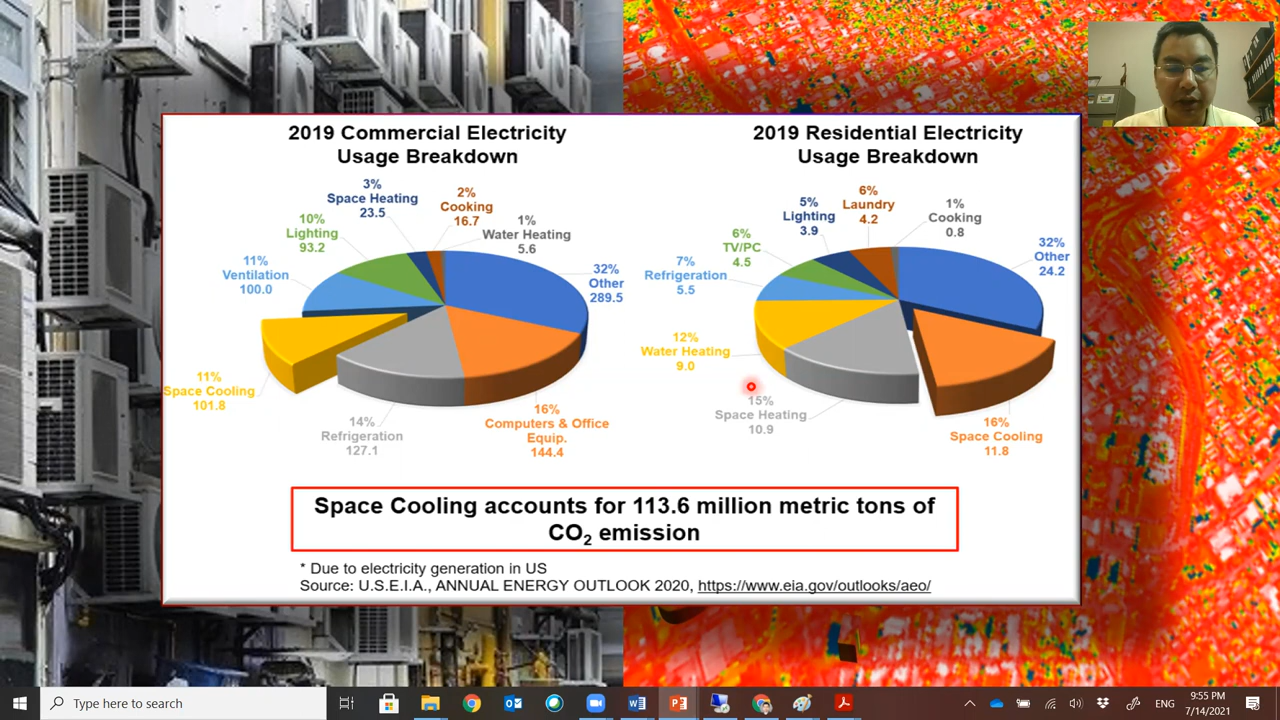 2019 Commercial Electricity
Usage Breakdown
3%
Space Heating
23.5
2%
Cooking
16.7
1%
Water Heating
5.6
10%
Lighting
93.2
11%
Ventilation
100.0
32%
Other
289.5
11%
Space Cooling
101.8
14%
Refrigeration
127.1
16%
Computers & Office
Equip.
144.4
2019 Residential Electricity
Usage Breakdown
6%
Laundry
4.2
5%
Lighting
3.9
1%
Cooking
0.8
6%
TV/PC
4.5
32%
Other
24.2
7%
Refrigeration
5.5
12%
Water Heating
9.0
15%
Space Heating
10.9
16%
Space Cooling
11.8
Space Cooling accounts for 113.6 million metric tons of
CO₂ emission
* Due to electricity generation in US
Source: U.S.E.I.A., ANNUAL ENERGY OUTLOOK 2020, https://www.eia.gov/outlooks/aeo/
Type here to search
ENG
9:55 PM
7/14/2021